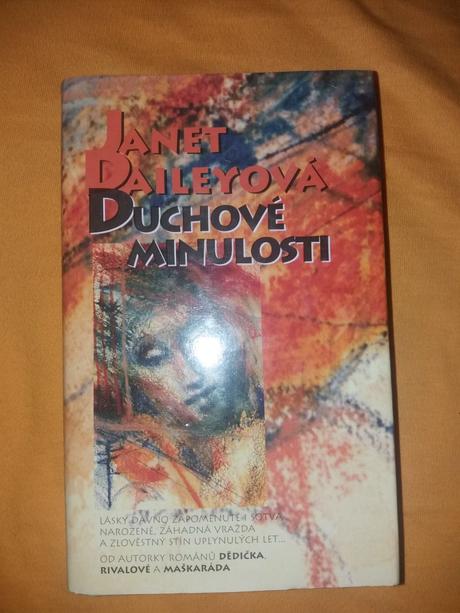 JANET
DAILEYOVÁ
DUCHOVÉ
MINULOSTI
LÁSKY DÁVNO ZAPOMENUTÉ I SOTVA
NAROZENÉ, ZÁHADNÁ VRAŽDA
A ZLOVĚSTNÝ STÍN UPLYNULÝCH LET...
OD AUTORKY ROMÁNŮ DĚDIČKA,
RIVALOVÉ A MAŠKARÁDA